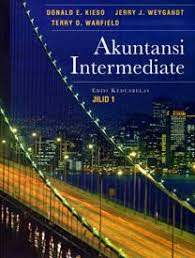 DONALD E. KIESO   JERRY J. WEYGANDT
TERRY D. WARFIELD
Akuntansi
Intermediate
EDISI KEDUABELAS
JILID 1